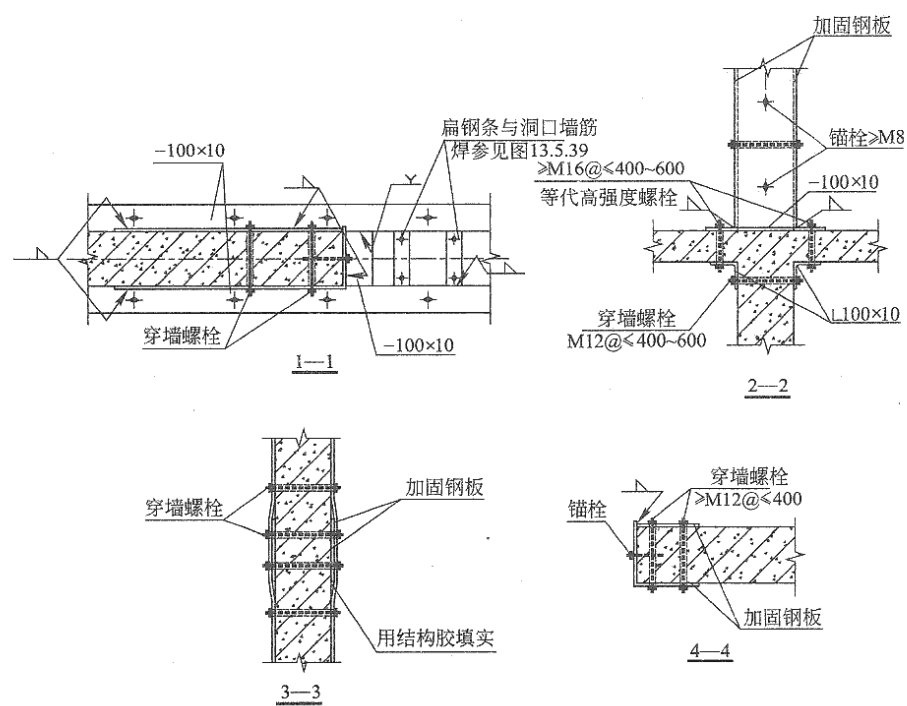 加固钢板
扁钢条与洞口墙筋
焊参见图13.5.39
-100×10
锚栓≥M8
≥M16@≤400~600
等代高强度螺栓
-100×10
Y
穿墙螺栓
-100×10
1—1
穿墙螺栓
M12@≤400~600
L100×10
2—2
穿墙螺栓
加固钢板
用结构胶填实
3—3
穿墙螺栓
≥M12@≤400
锚栓
加固钢板
4—4